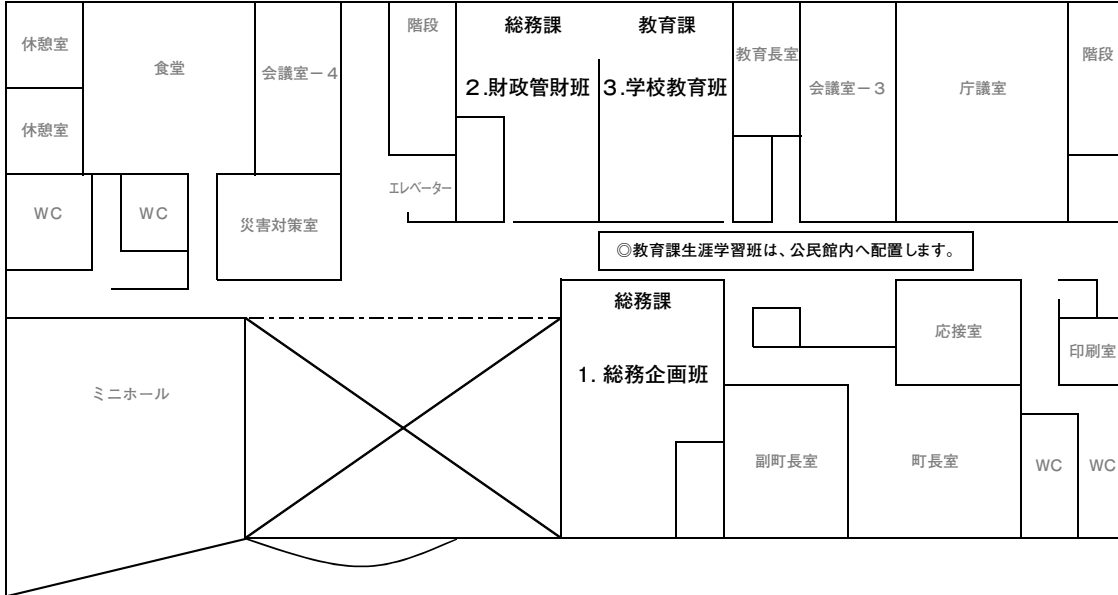 休憩室
食堂
会議室－４
階段
総務課
教育課
教育長室
会議室－３
庁議室
階段
2.財政管財班
3.学校教育班
休憩室
エレベーター
WC
WC
災害対策室
◎教育課生涯学習班は、公民館内へ配置します。
総務課
1. 総務企画班
応接室
印刷室
ミニホール
副町長室
町長室
WC
WC